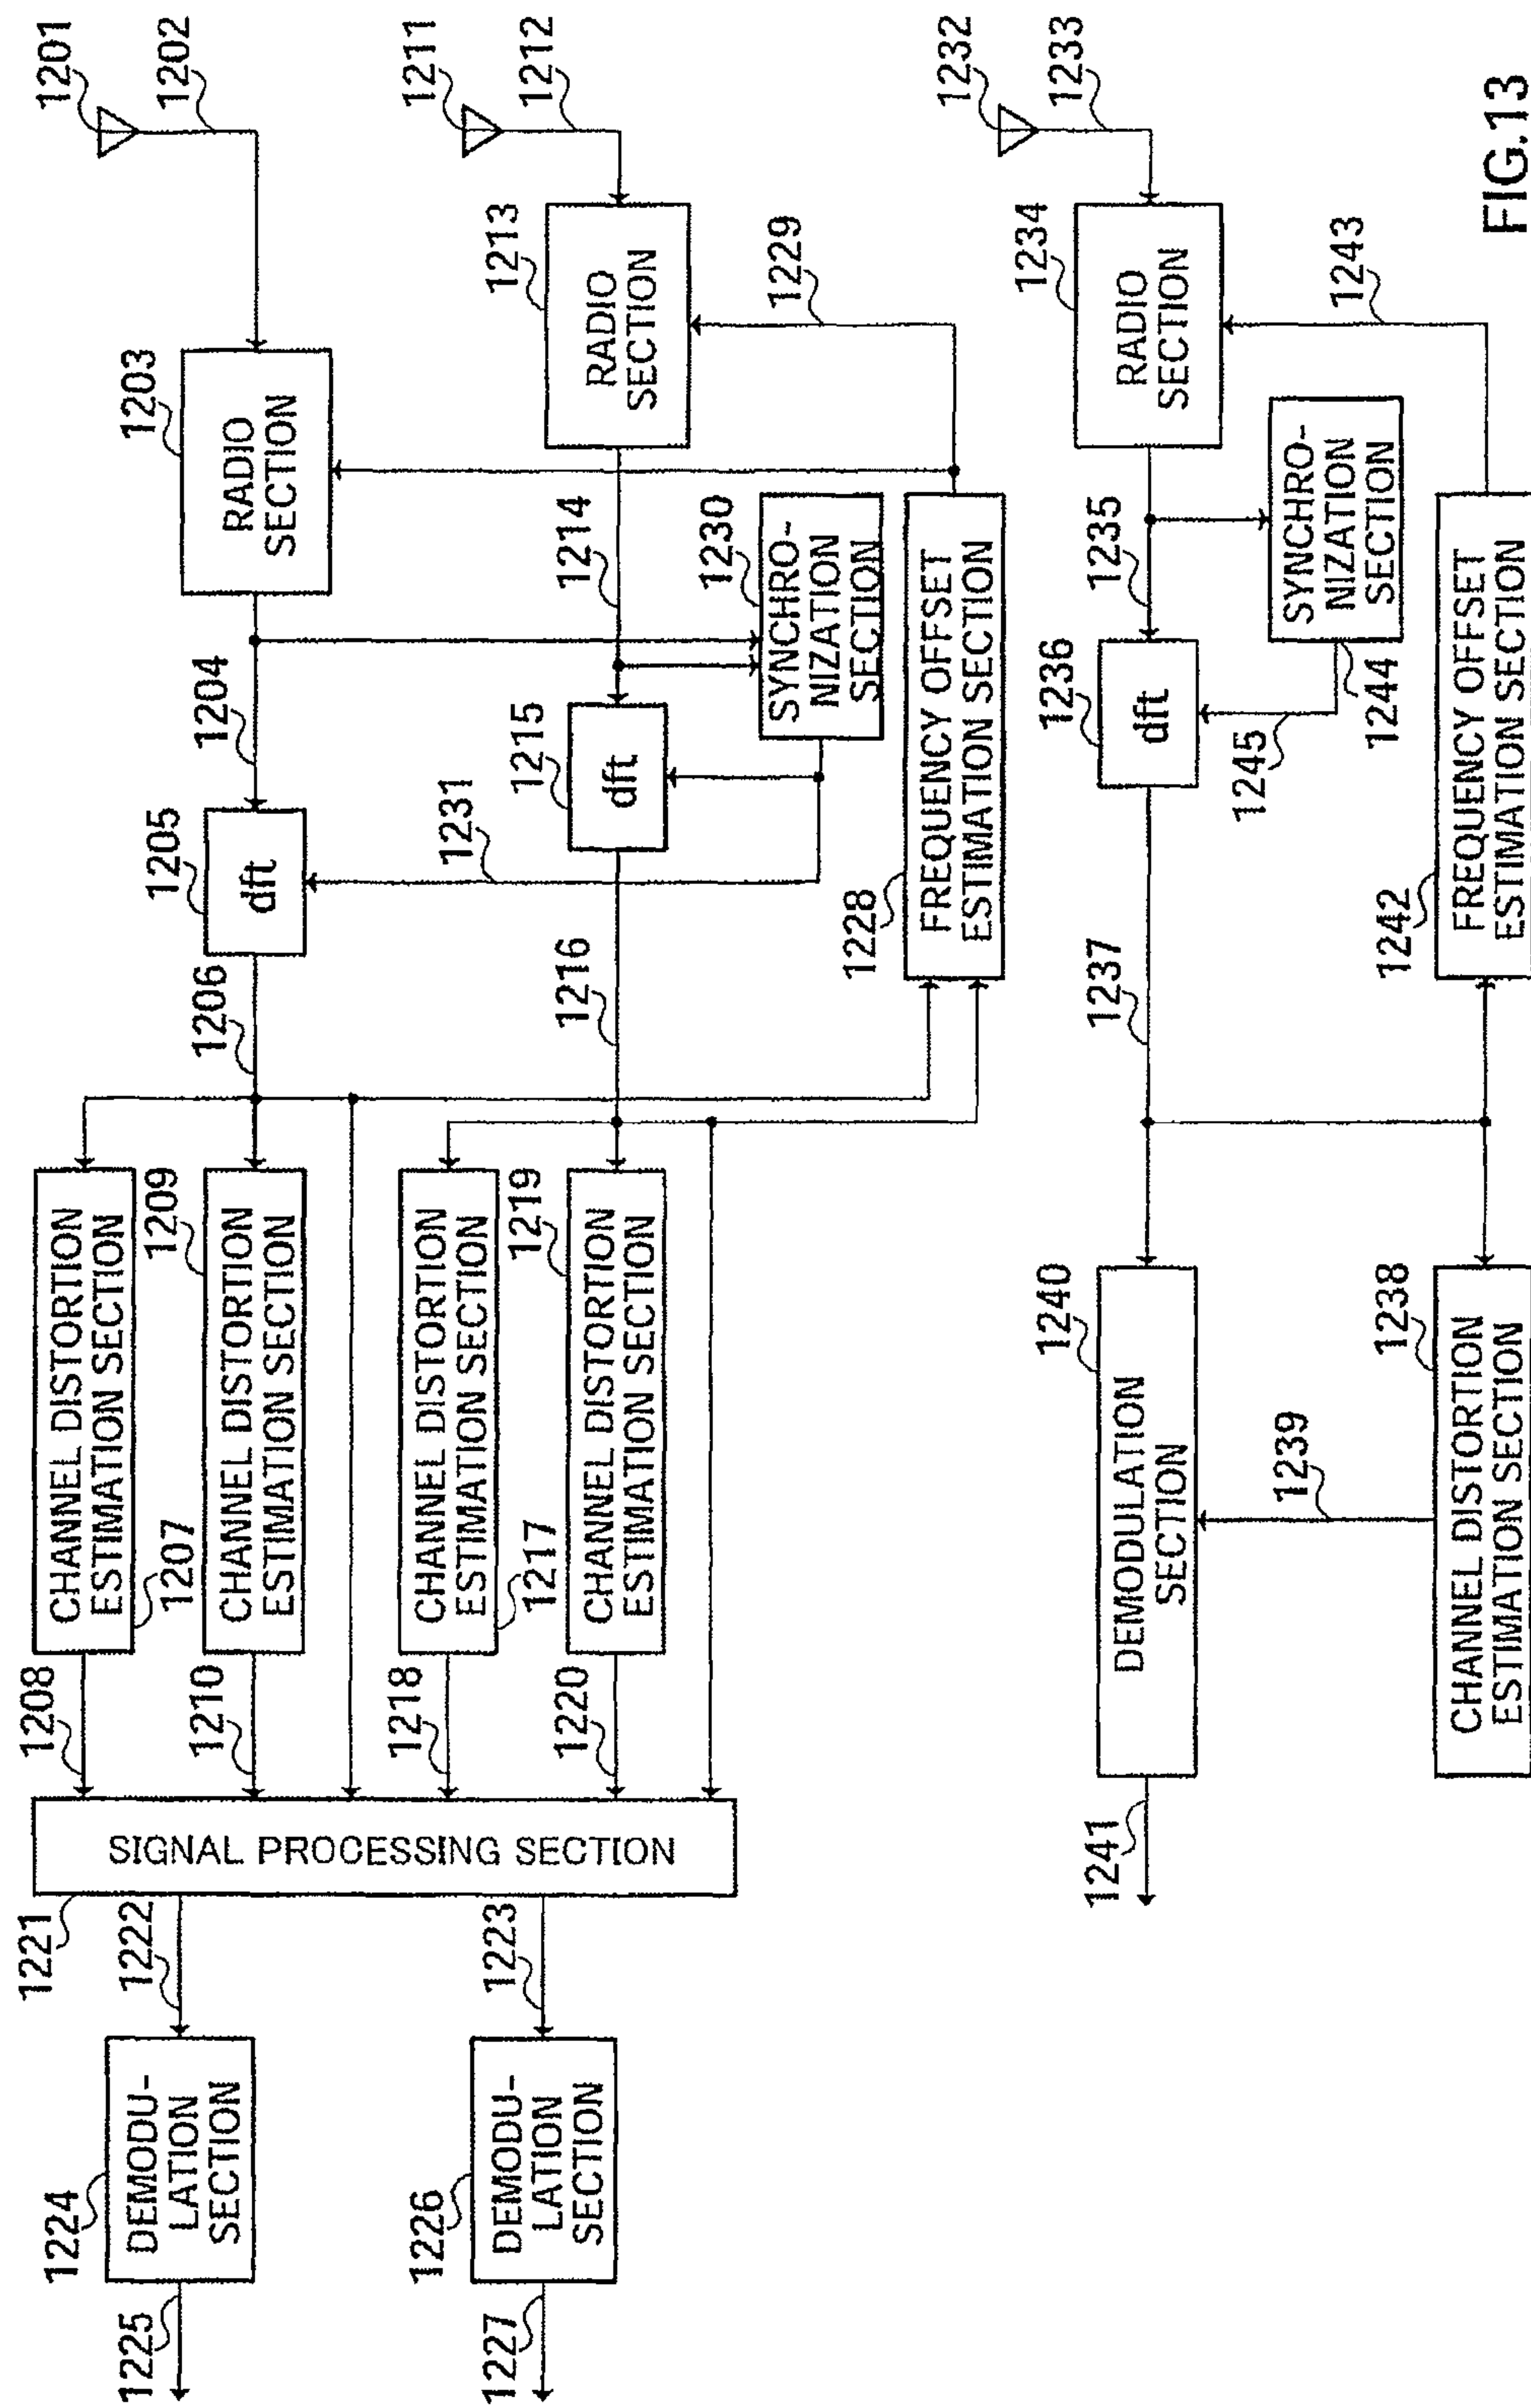 1201
1202
1203
RADIO
SECTION
1204
1205
dft
1206
CHANNEL DISTORTION
ESTIMATION SECTION
1207
1208
1209
CHANNEL DISTORTION
ESTIMATION SECTION
1210
1211
1212
1213
RADIO
SECTION
1214
1215
dft
1216
CHANNEL DISTORTION
ESTIMATION SECTION
1217
1218
1219
CHANNEL DISTORTION
ESTIMATION SECTION
1220
SIGNAL PROCESSING SECTION
1221
1222
1223
1224
DEMODU-
LATION
SECTION
1225
1226
DEMODU-
LATION
SECTION
1227
1228
FREQUENCY OFFSET
ESTIMATION SECTION
1229
1230
SYNCHRO-
NIZATION
SECTION
1231
1232
1233
1234
RADIO
SECTION
1235
1236
dft
1237
1238
CHANNEL DISTORTION
ESTIMATION SECTION
1239
1240
DEMODULATION
SECTION
1241
1242
FREQUENCY OFFSET
ESTIMATION SECTION
1243
SYNCHRO-
NIZATION
SECTION
1244
1245
FIG.13